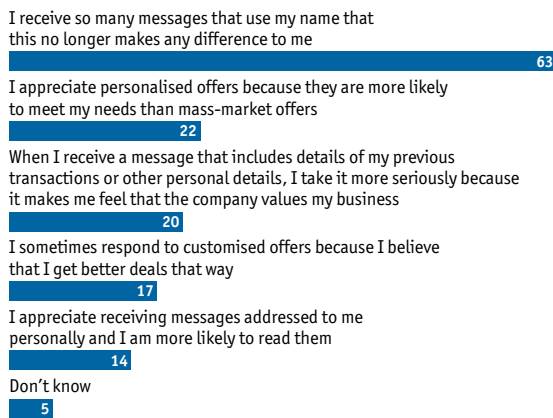 I receive so many messages that use my name that
this no longer makes any difference to me
63
I appreciate personalised offers because they are more likely
to meet my needs than mass-market offers
22
When I receive a message that includes details of my previous
transactions or other personal details, I take it more seriously because
it makes me feel that the company values my business
20
I sometimes respond to customised offers because I believe
that I get better deals that way
17
I appreciate receiving messages addressed to me
personally and I am more likely to read them
14
Don’t know
5